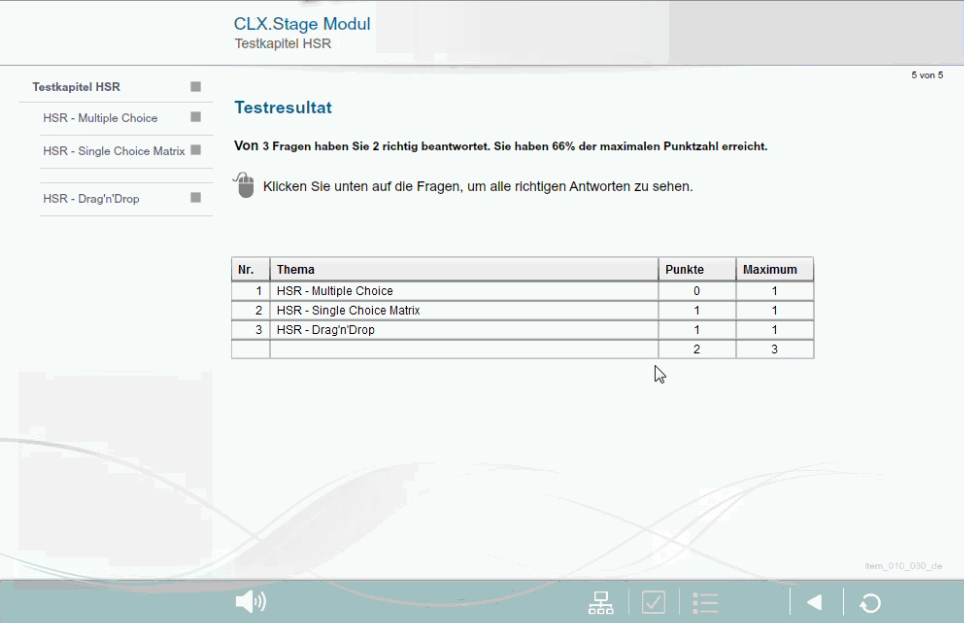 CLX.Stage Modul
Testkapitel HSR
5 von 5
Testkapitel HSR
HSR - Multiple Choice
HSR - Single Choice Matrix
HSR - Drag'n'Drop
Testresultat
Von 3 Fragen haben Sie 2 richtig beantwortet. Sie haben 66% der maximalen Punktzahl erreicht.
Klicken Sie unten auf die Fragen, um alle richtigen Antworten zu sehen.
Nr. Thema Punkte Maximum
1 HSR - Multiple Choice 0 1
2 HSR - Single Choice Matrix 1 1
3 HSR - Drag'n'Drop 1 1
2 3
item_010_030_de